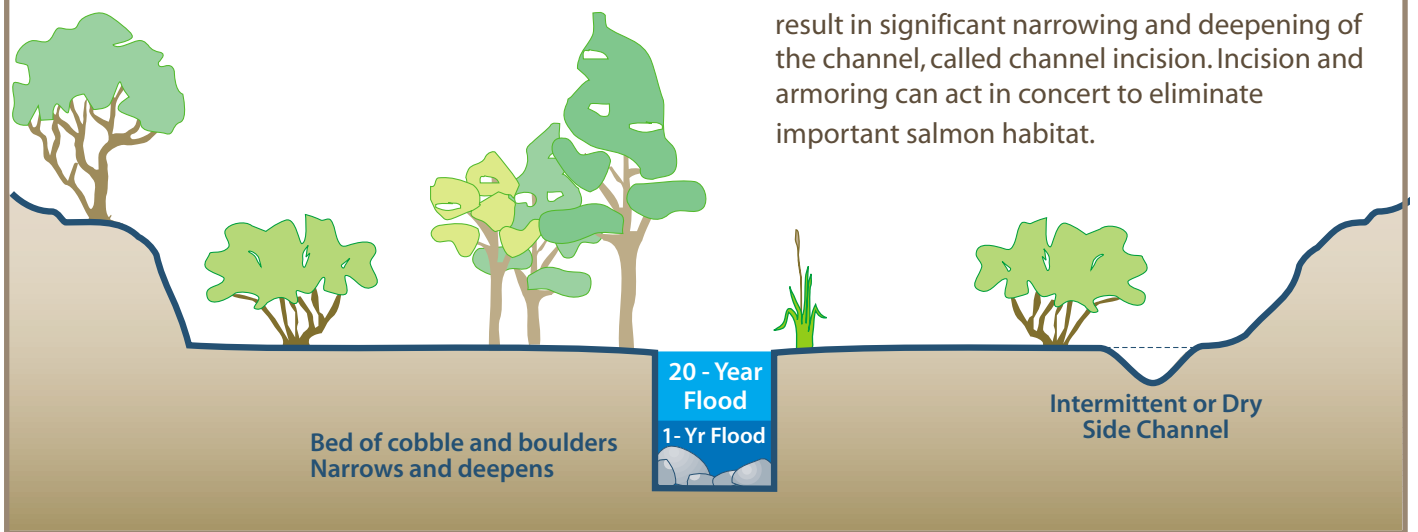 result in significant narrowing and deepening of
the channel, called channel incision. Incision and
armoring can act in concert to eliminate
important salmon habitat.
20 - Year
Flood
1- Yr Flood
Bed of cobble and boulders
Narrows and deepens
Intermittent or Dry
Side Channel